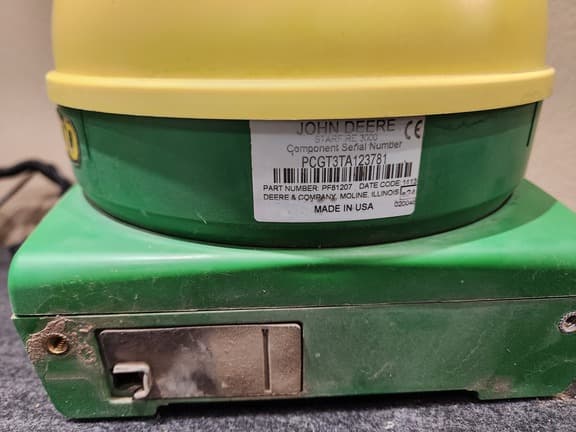 JOHN DEERE CE
STARFIRE 3000
Component Serial Number
PCGT3TA123781
PART NUMBER: PF81207 DATE CODE:
DEERE & COMPANY, MOLINE, ILLINOIS
MADE IN USA